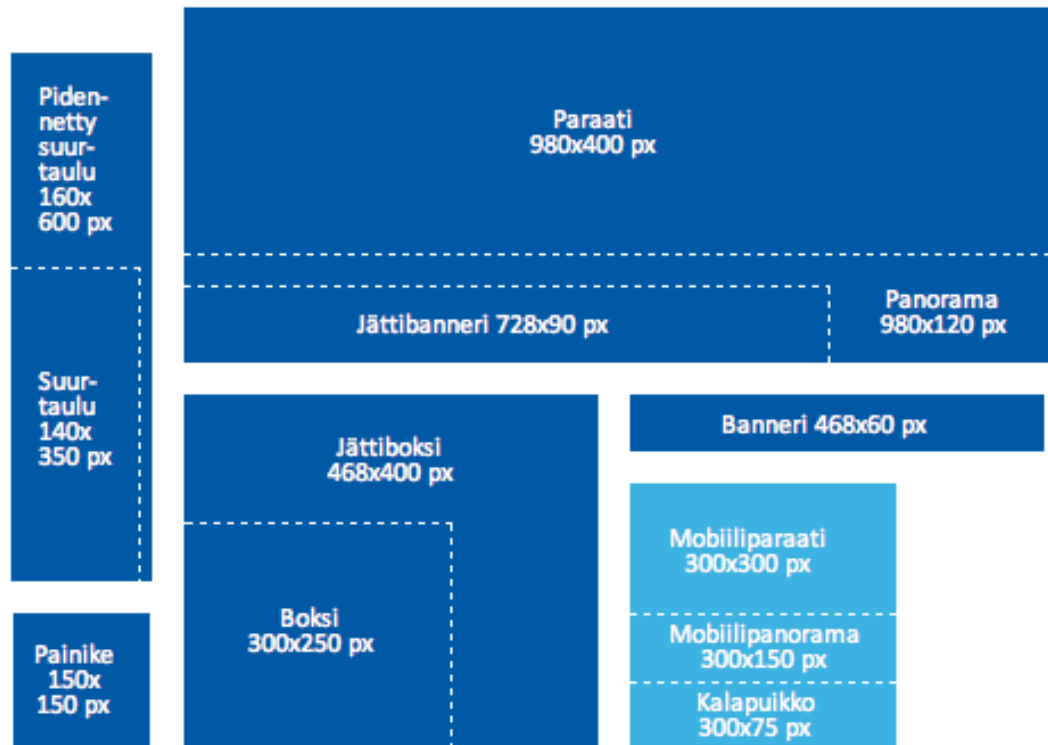 Piden-
netty
suur-
taulu
160x
600 px
Suur-
taulu
140x
350 px
Painike
150x
150 px
Paraati
980x400 px
Jättibanneri 728x90 px
Panorama
980x120 px
Jättiboksi
468x400 px
Boksi
300x250 px
Banneri 468x60 px
Mobiiliparaati
300x300 px
Mobiilipanorama
300x150 px
Kalapuikko
300x75 px